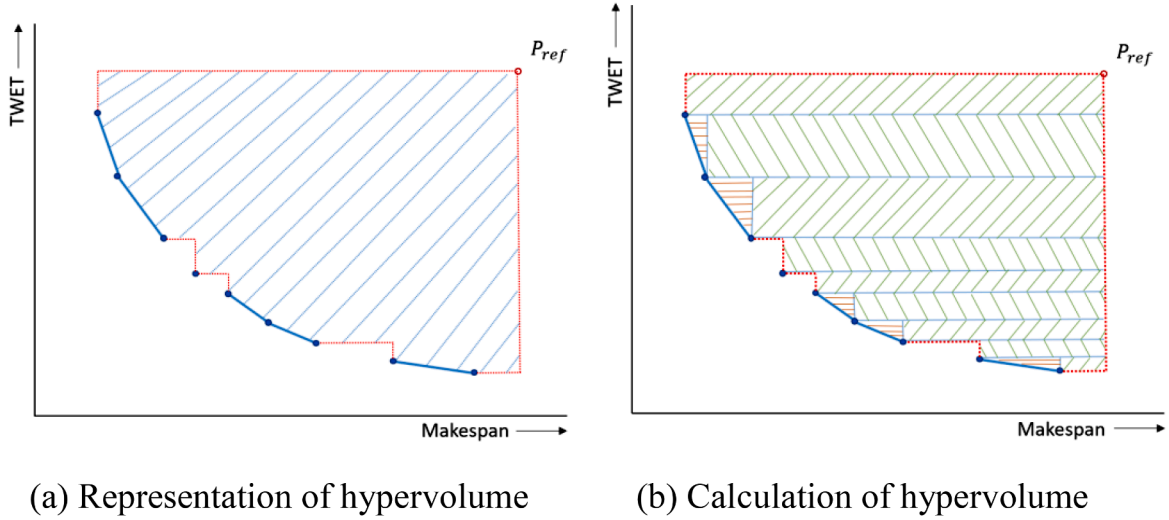 TWET
P_ref
Makespan
(a) Representation of hypervolume
TWET
P_ref
Makespan
(b) Calculation of hypervolume